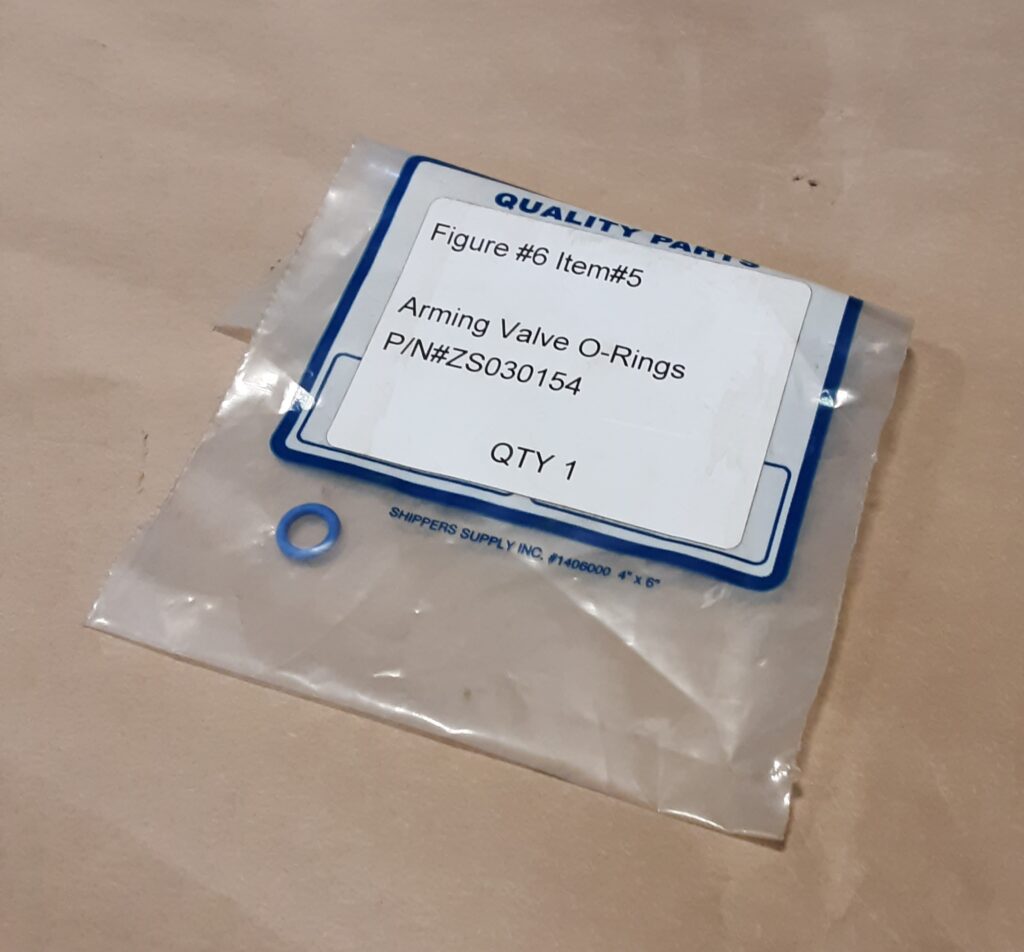 QUALITY PARTS
Figure #6 Item#5
Arming Valve O-Rings
P/N#ZS030154
QTY 1
SHIPPERS SUPPLY INC. #1406000 4" x 6"